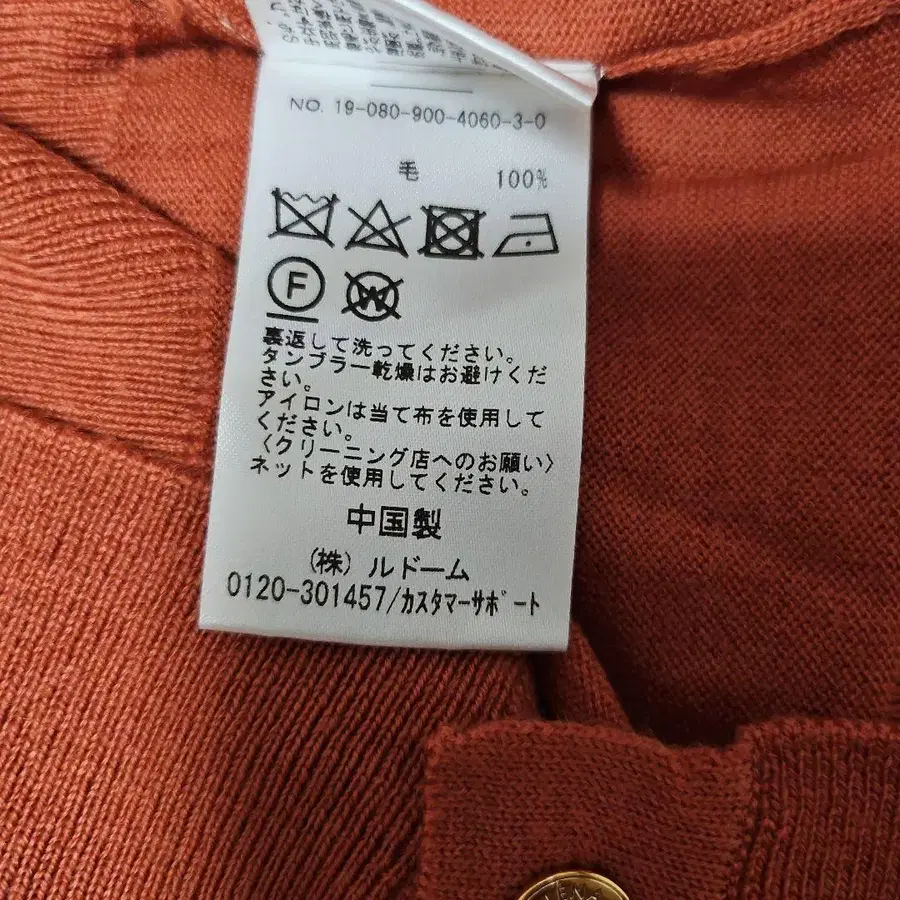 NO. 19-080-900-4060-3-0
毛 100%
F
W
裏返して洗ってください。
タンブラー乾燥はお避けくだ
さい。
アイロンは当て布を使用して
ください。
〈クリーニング店へのお願い〉
ネットを使用してください。
中国製
(株)ルドーム
0120-301457/カスタマーサポート